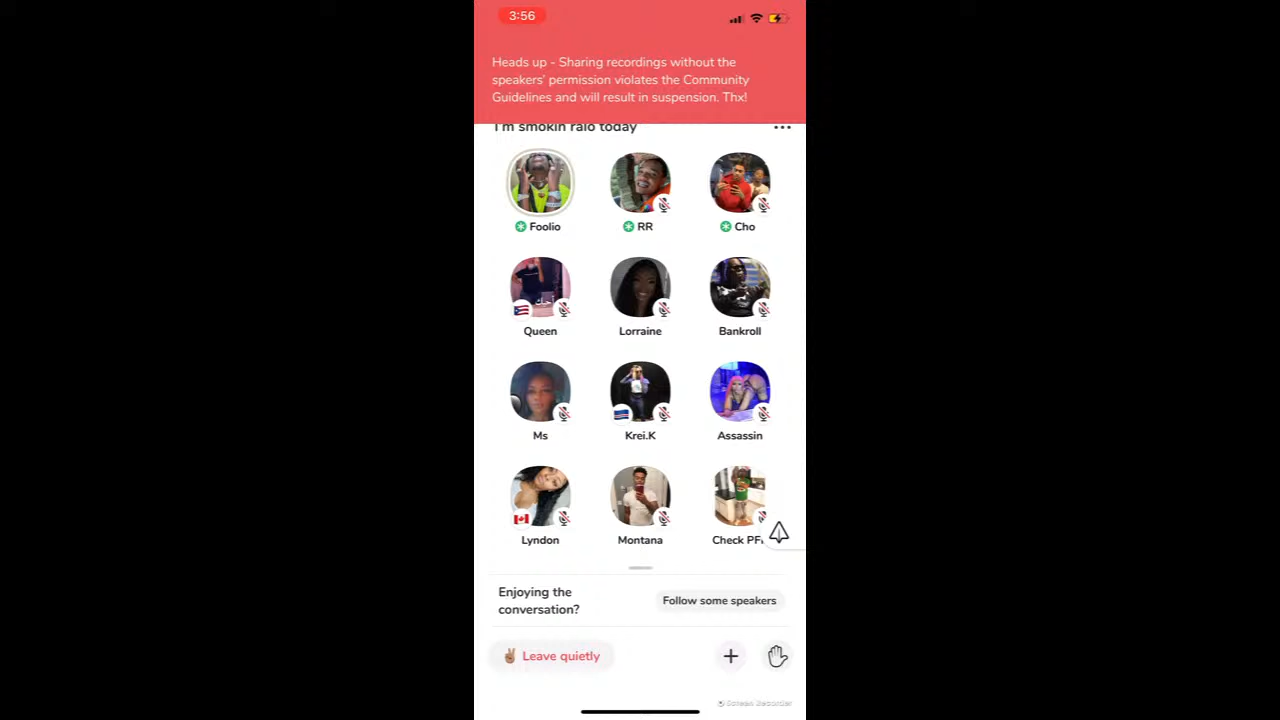 3:56
Heads up - Sharing recordings without the
speakers' permission violates the Community
Guidelines and will result in suspension. Thx!
I'm smokin ralo today
Foolio
RR
Cho
Queen
Lorraine
Bankroll
Ms
Krei.K
Assassin
Lyndon
Montana
Check PF
Enjoying the
conversation?
Follow some speakers
Leave quietly
Screen Recorder